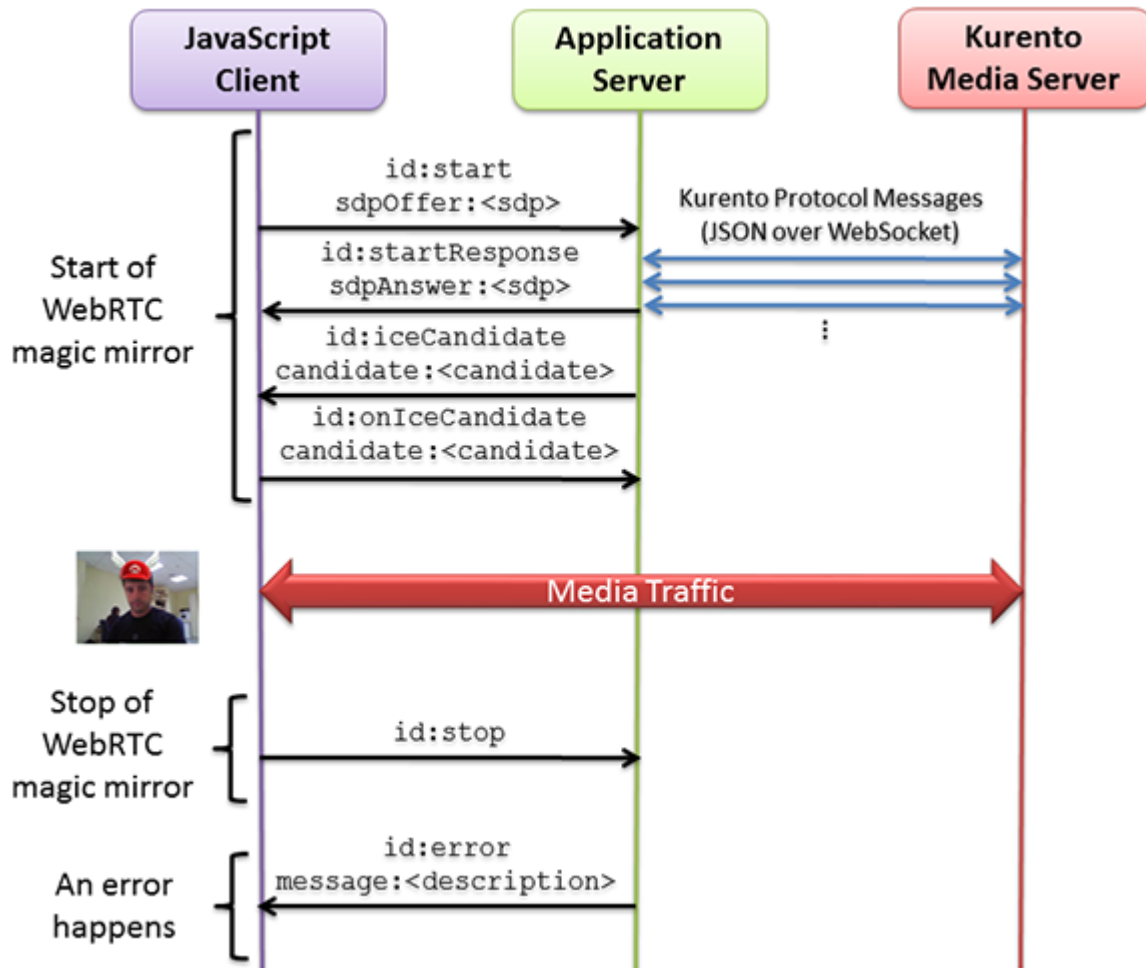 JavaScript
Client
Application
Server
Kurento
Media Server
id:start
sdpOffer:<sdp>
Kurento Protocol Messages
(JSON over WebSocket)
id:startResponse
sdpAnswer:<sdp>
Start of
WebRTC
magic mirror
id:iceCandidate
candidate:<candidate>
id:onIceCandidate
candidate:<candidate>
Media Traffic
Stop of
WebRTC
magic mirror
id:stop
id:error
message:<description>
An error
happens